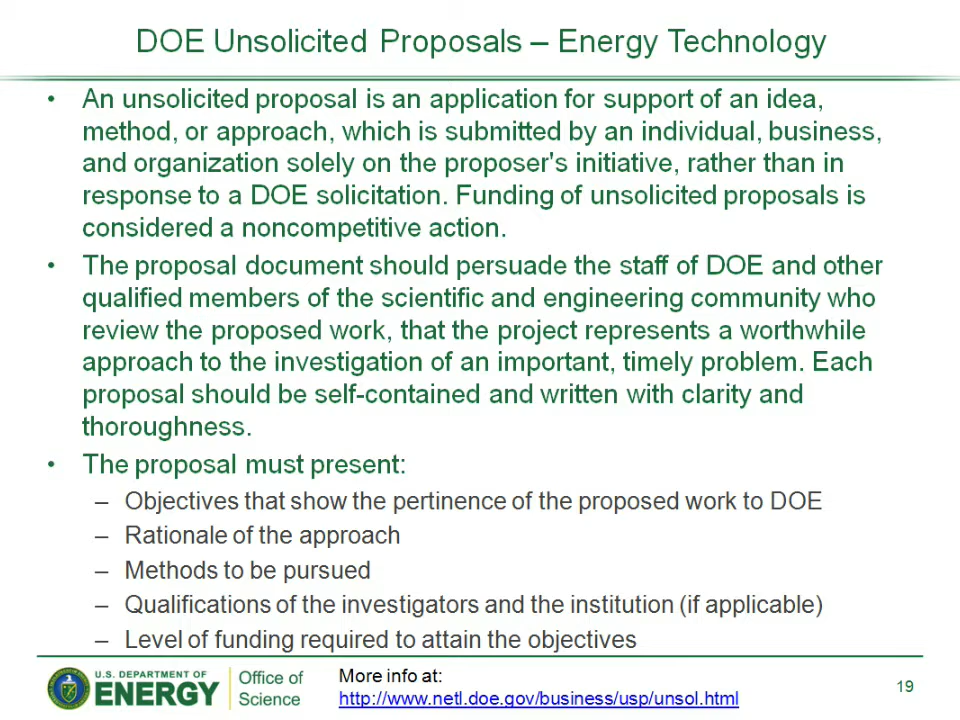 DOE Unsolicited Proposals – Energy Technology
• An unsolicited proposal is an application for support of an idea,
method, or approach, which is submitted by an individual, business,
and organization solely on the proposer's initiative, rather than in
response to a DOE solicitation. Funding of unsolicited proposals is
considered a noncompetitive action.
• The proposal document should persuade the staff of DOE and other
qualified members of the scientific and engineering community who
review the proposed work, that the project represents a worthwhile
approach to the investigation of an important, timely problem. Each
proposal should be self-contained and written with clarity and
thoroughness.
• The proposal must present:
– Objectives that show the pertinence of the proposed work to DOE
– Rationale of the approach
– Methods to be pursued
– Qualifications of the investigators and the institution (if applicable)
– Level of funding required to attain the objectives
U.S. DEPARTMENT OF
ENERGY
Office of
Science
More info at:
http://www.netl.doe.gov/business/usp/unsol.html
19